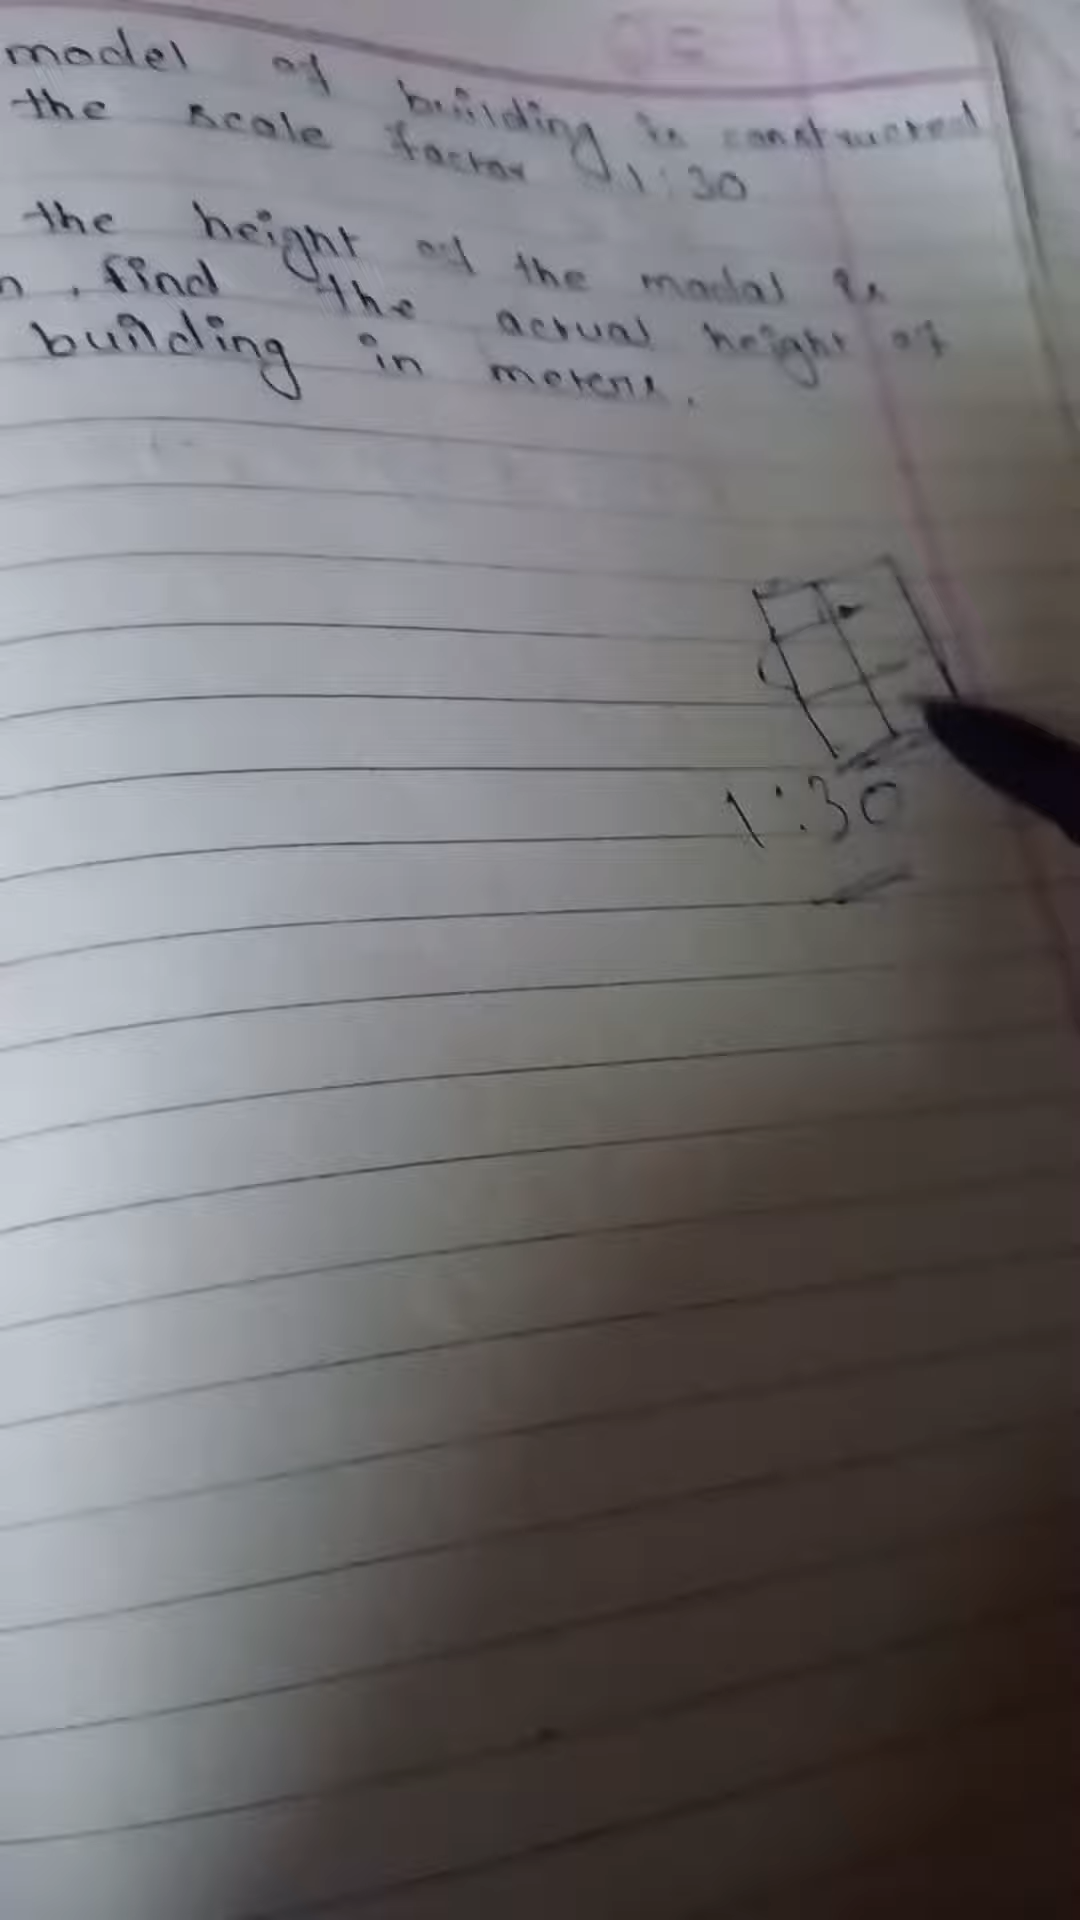 model of building is constructed
the scale factor 1:30
the height of the modal is
, find the actual height of
building in meters.
1:30